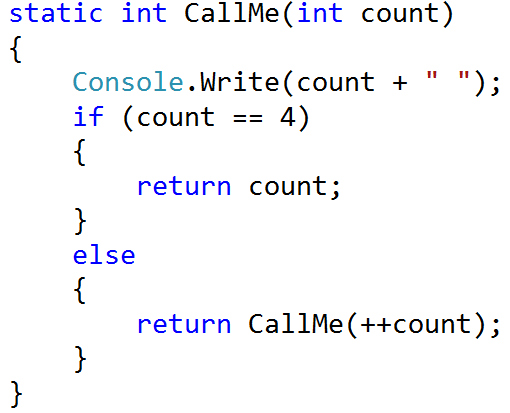 static int CallMe(int count)
{
    Console.Write(count + " ");
    if (count == 4)
    {
        return count;
    }
    else
    {
        return CallMe(++count);
    }
}